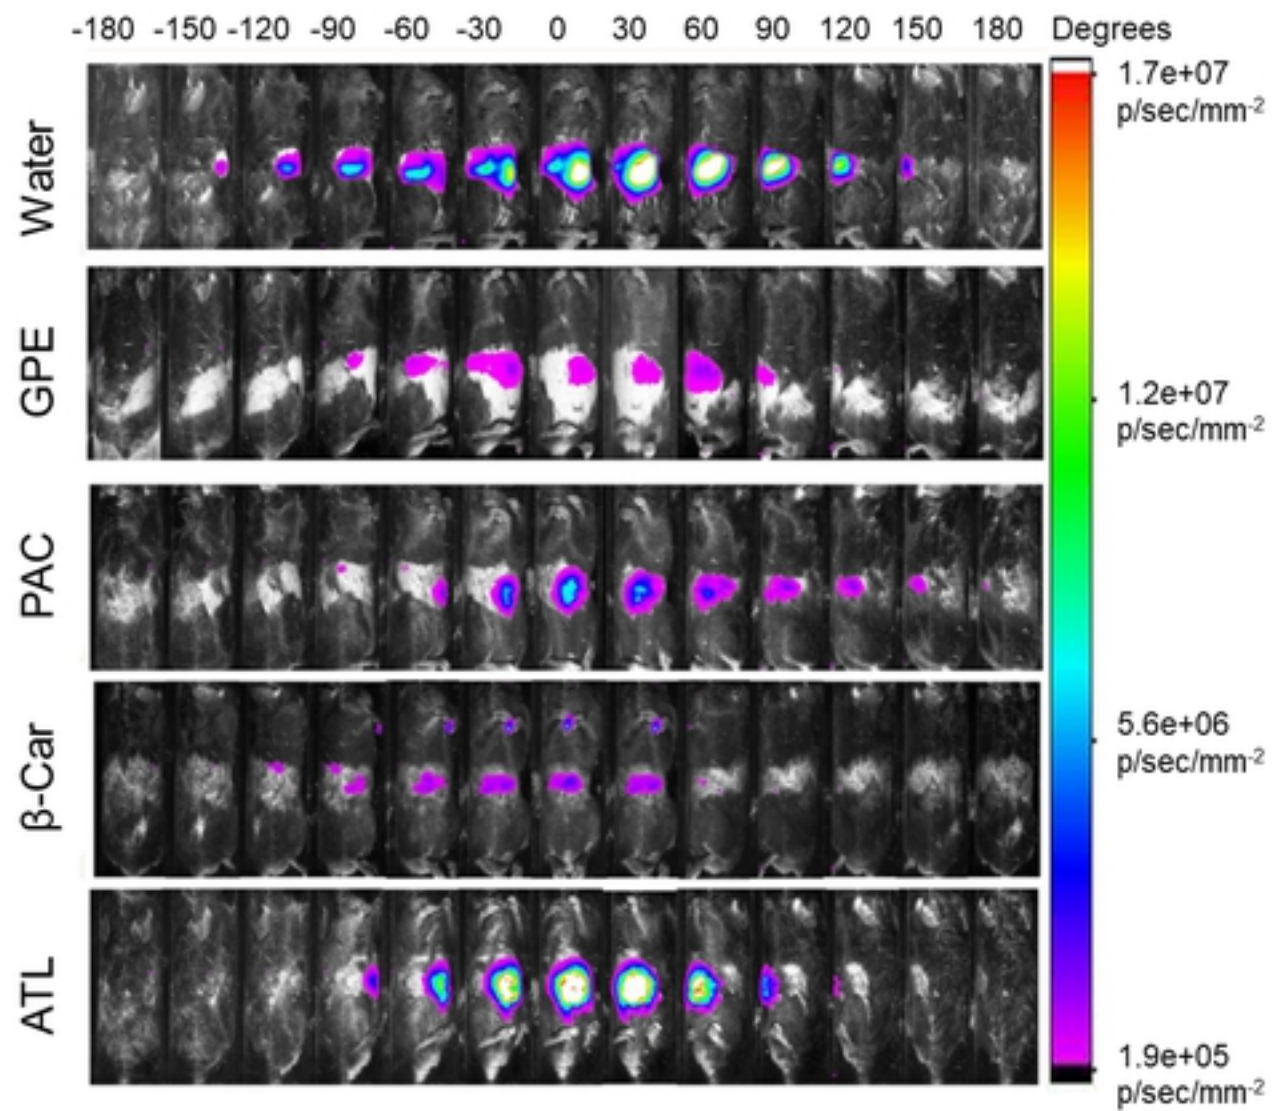 -180 -150 -120 -90 -60 -30 0 30 60 90 120 150 180 Degrees
Water
GPE
PAC
β-Car
ATL
1.7e+07
p/sec/mm-2
1.2e+07
p/sec/mm-2
5.6e+06
p/sec/mm-2
1.9e+05
p/sec/mm-2